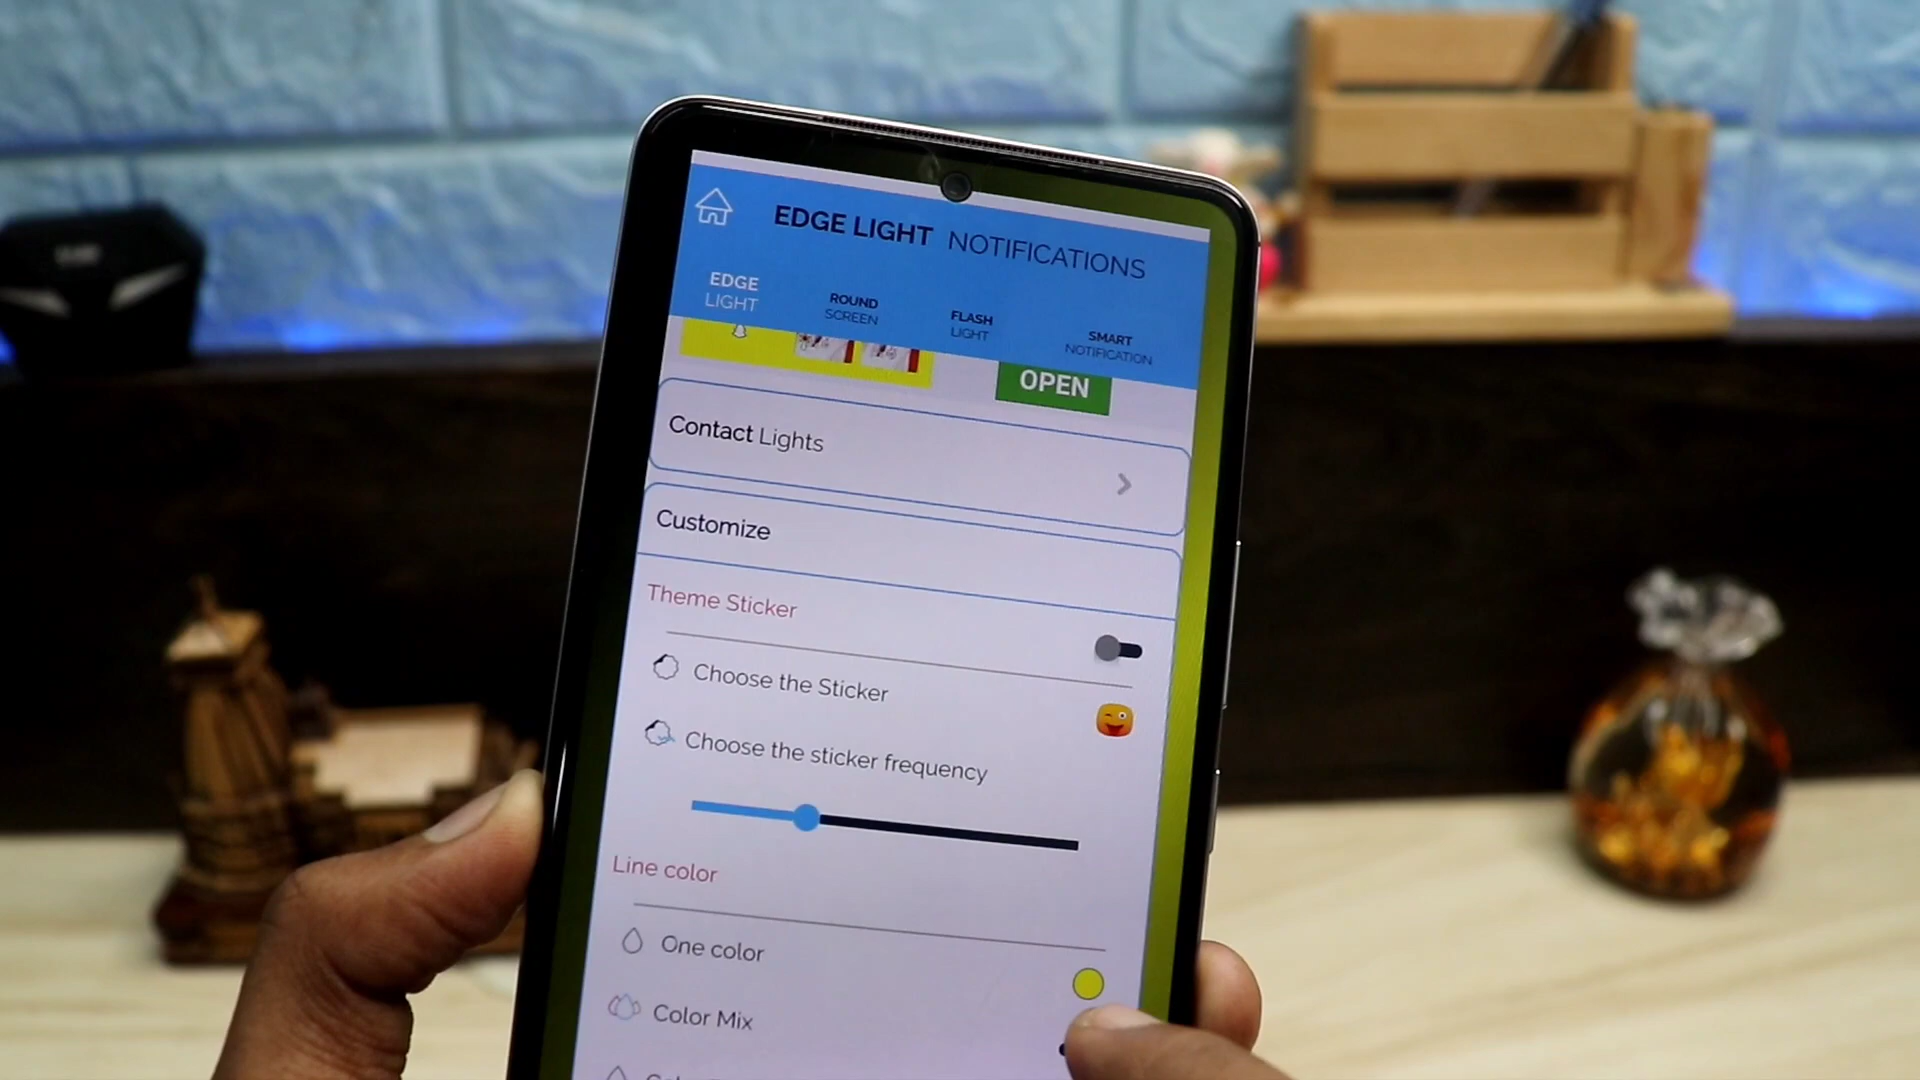 EDGE LIGHT NOTIFICATIONS
EDGE
LIGHT
ROUND
SCREEN
FLASH
LIGHT
SMART
NOTIFICATION
OPEN
Contact Lights
Customize
Theme Sticker
Choose the Sticker
Choose the sticker frequency
Line color
One color
Color Mix